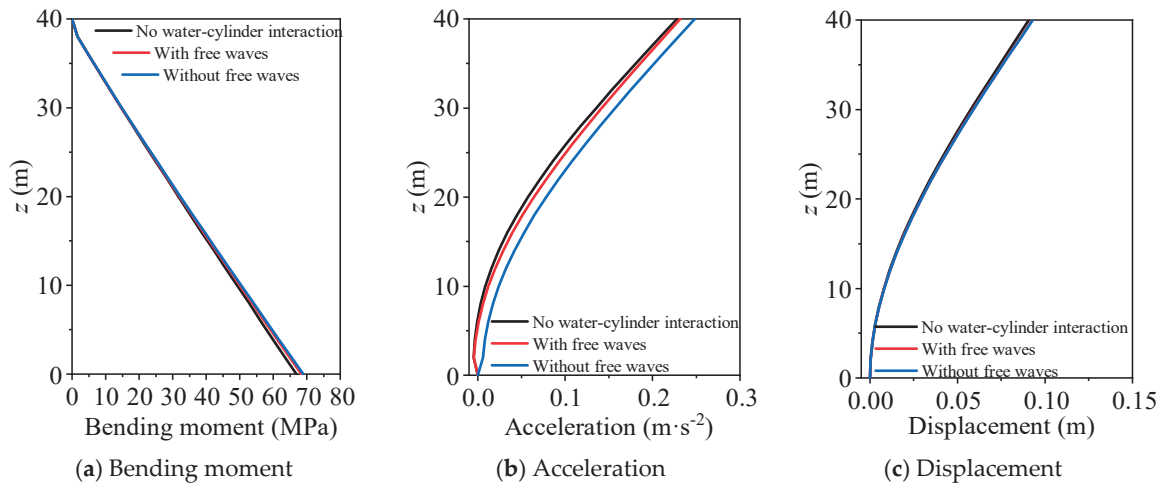 40
30
20
10
0
z (m)
No water-cylinder interaction
With free waves
Without free waves
0 10 20 30 40 50 60 70 80
Bending moment (MPa)
(a) Bending moment
40
30
20
10
0
z (m)
No water-cylinder interaction
With free waves
Without free waves
0.0 0.1 0.2 0.3
Acceleration (m·s⁻²)
(b) Acceleration
40
30
20
10
0
z (m)
No water-cylinder interaction
With free waves
Without free waves
0.00 0.05 0.10 0.15
Displacement (m)
(c) Displacement